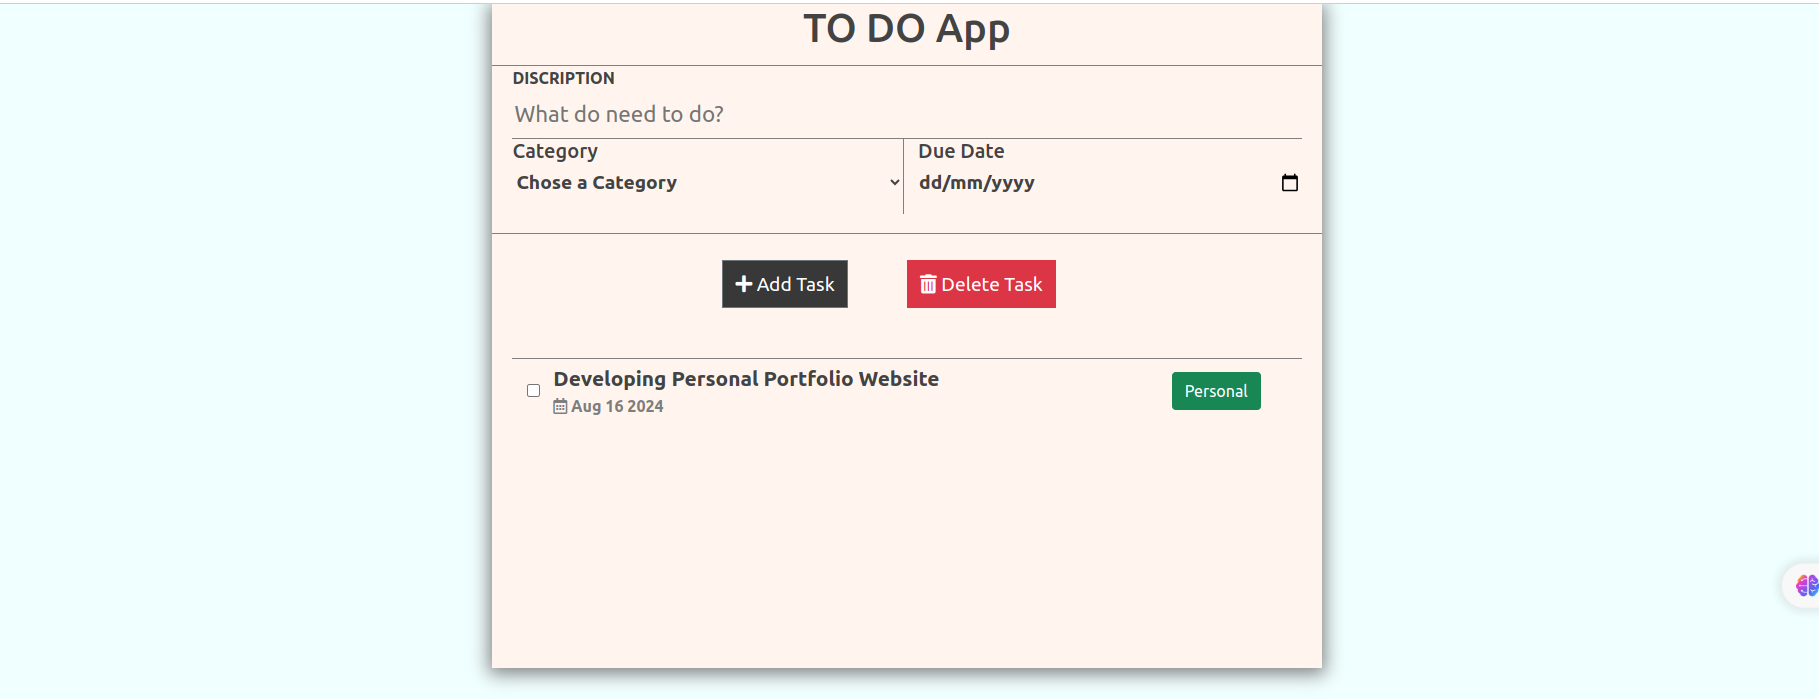 TO DO App
DISCRIPTION
What do need to do?
Category
Due Date
Chose a Category
dd/mm/yyyy
Add Task
Delete Task
Developing Personal Portfolio Website
Aug 16 2024
Personal